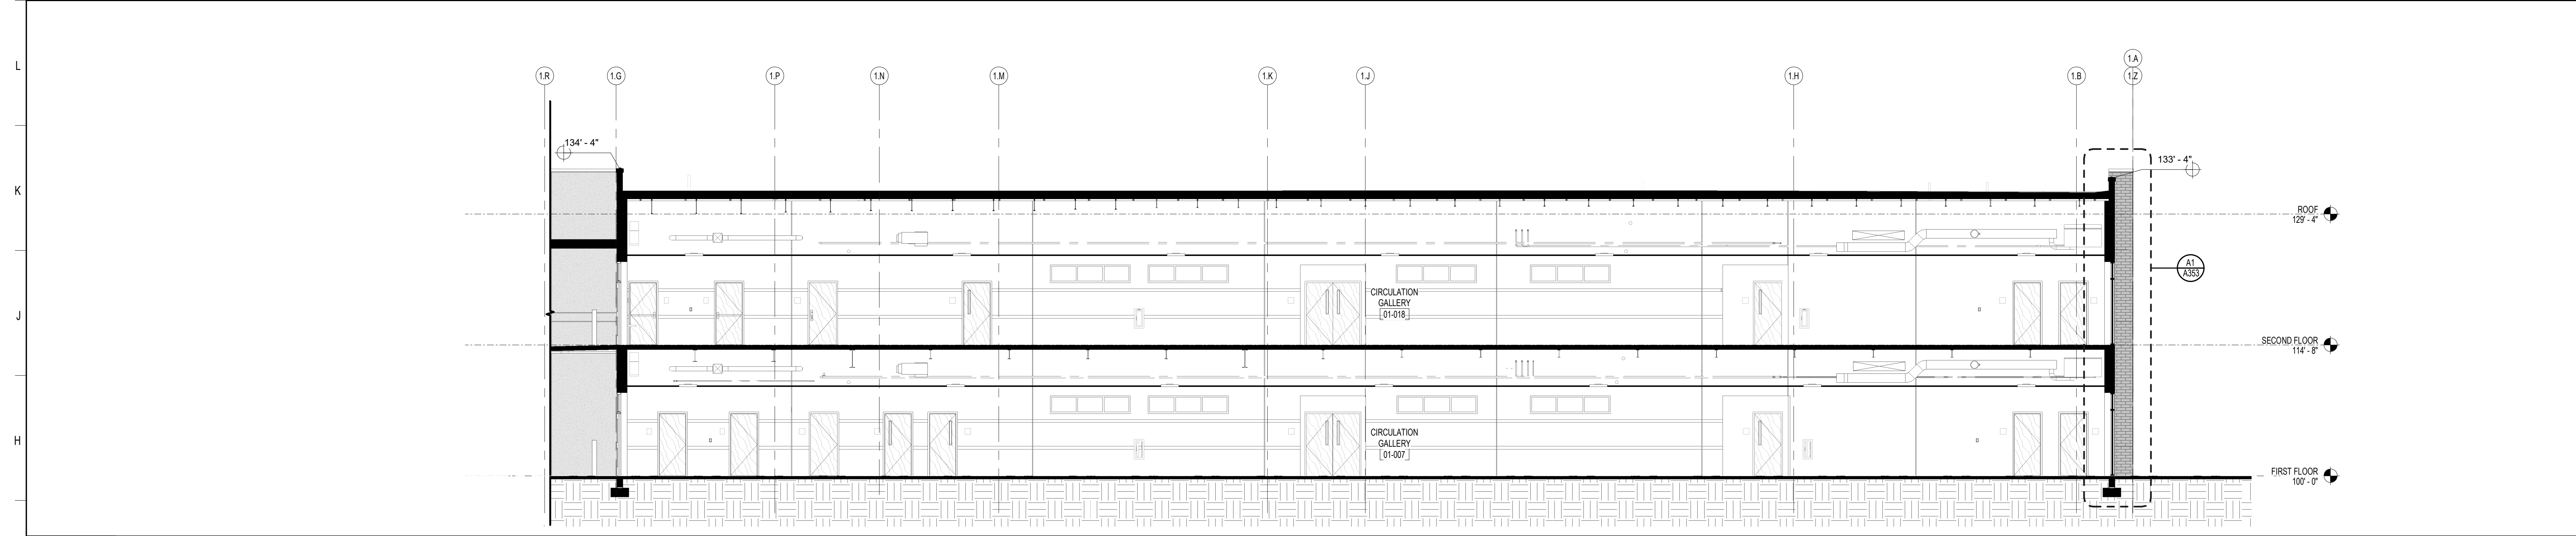 L
K
J
H
1.R
1.G
1.P
1.N
1.M
1.K
1.J
1.H
1.B
1.A
1.Z
134' - 4"
133' - 4"
ROOF
129' - 4"
A1
A353
CIRCULATION
GALLERY
01-018
SECOND FLOOR
114' - 8"
CIRCULATION
GALLERY
01-007
FIRST FLOOR
100' - 0"